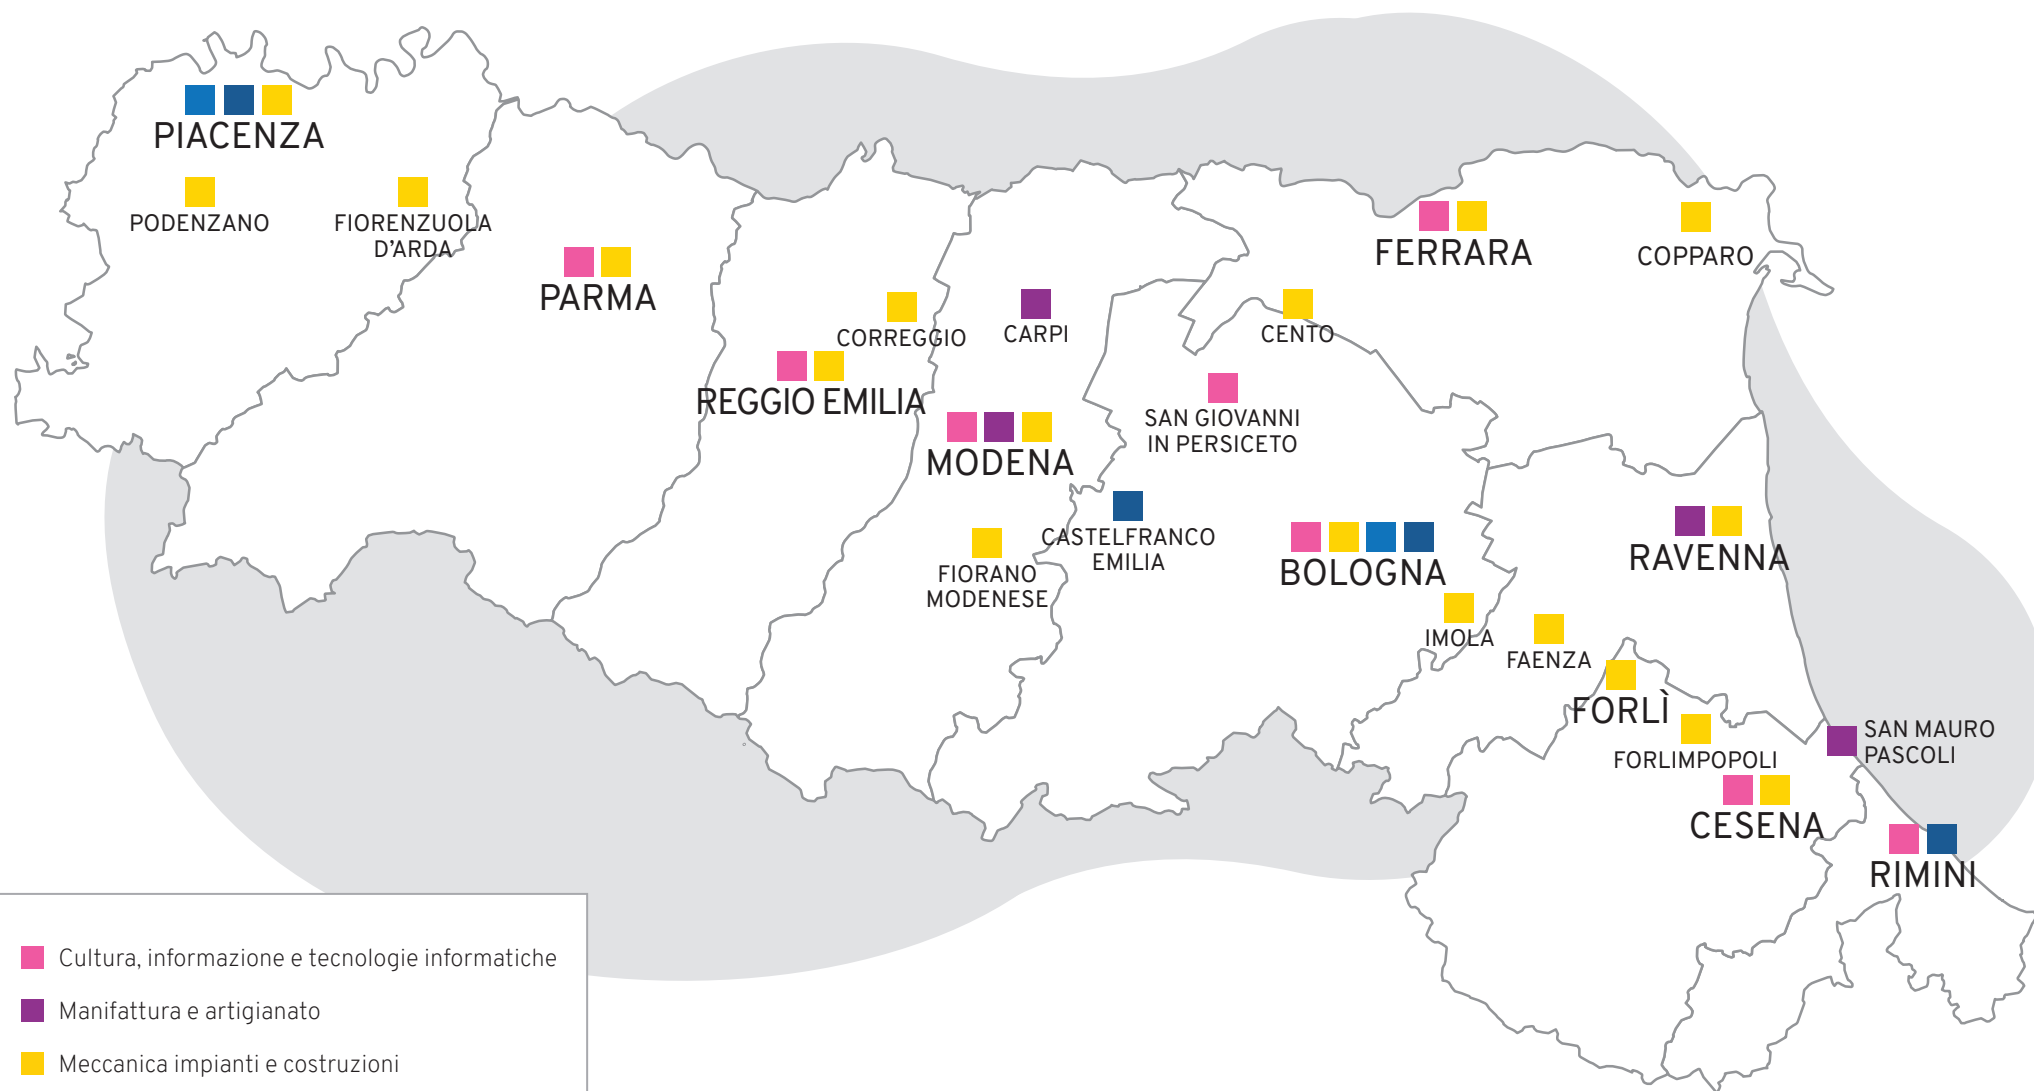 PIACENZA
PODENZANO
FIORENZUOLA
D'ARDA
PARMA
FERRARA
COPPARO
CORREGGIO
CARPI
CENTO
REGGIO EMILIA
SAN GIOVANNI
IN PERSICETO
MODENA
CASTELFRANCO
EMILIA
BOLOGNA
RAVENNA
FIORANO
MODENESE
IMOLA
FAENZA
FORLÌ
FORLIMPOPOLI
SAN MAURO
PASCOLI
CESENA
RIMINI
Cultura, informazione e tecnologie informatiche
Manifattura e artigianato
Meccanica impianti e costruzioni